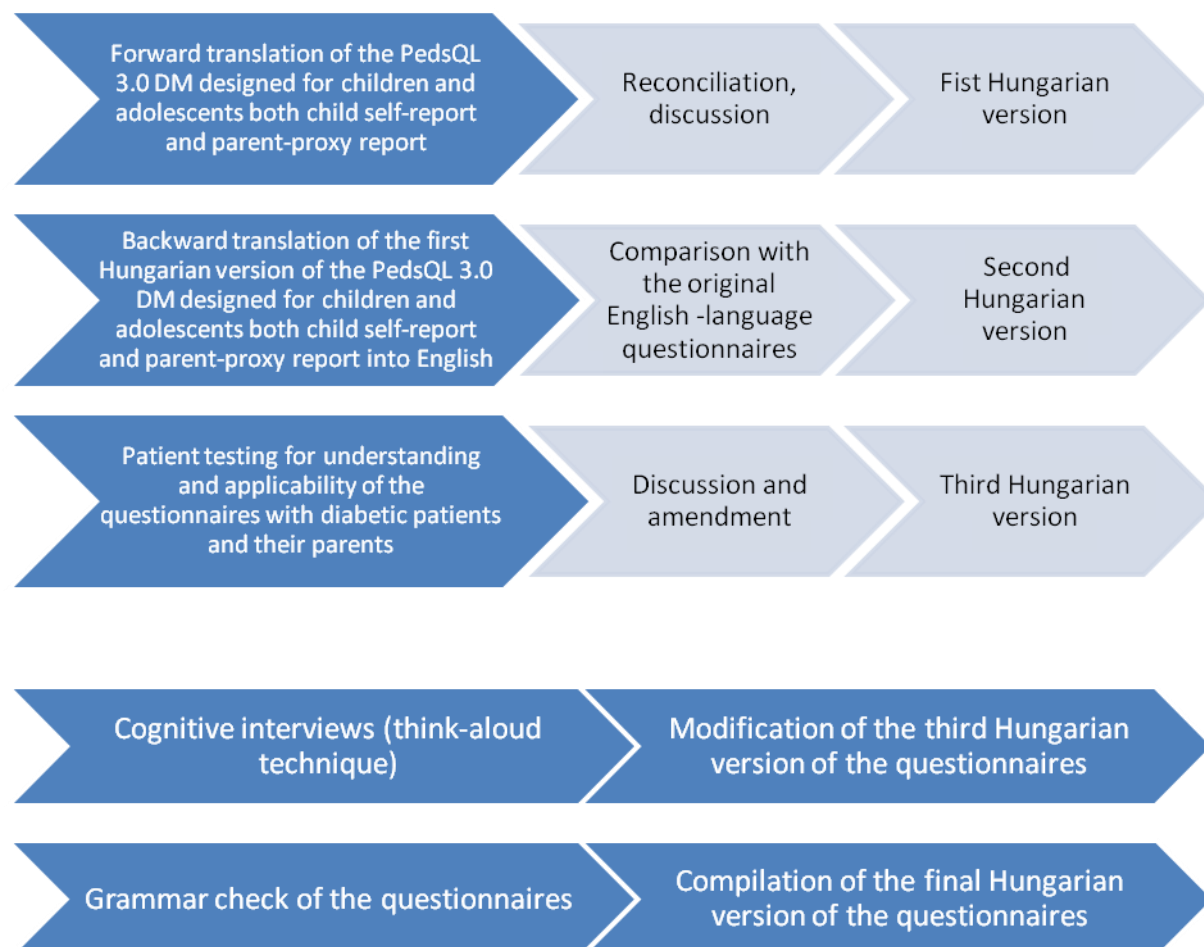 Forward translation of the PedsQL
3.0 DM designed for children and
adolescents both child self-report
and parent-proxy report
Reconciliation,
discussion
Fist Hungarian
version
Backward translation of the first
Hungarian version of the PedsQL 3.0
DM designed for children and
adolescents both child self-report
and parent-proxy report into English
Comparison with
the original
English -language
questionnaires
Second
Hungarian
version
Patient testing for understanding
and applicability of the
questionnaires with diabetic patients
and their parents
Discussion and
amendment
Third Hungarian
version
Cognitive interviews (think-aloud
technique)
Modification of the third Hungarian
version of the questionnaires
Grammar check of the questionnaires
Compilation of the final Hungarian
version of the questionnaires